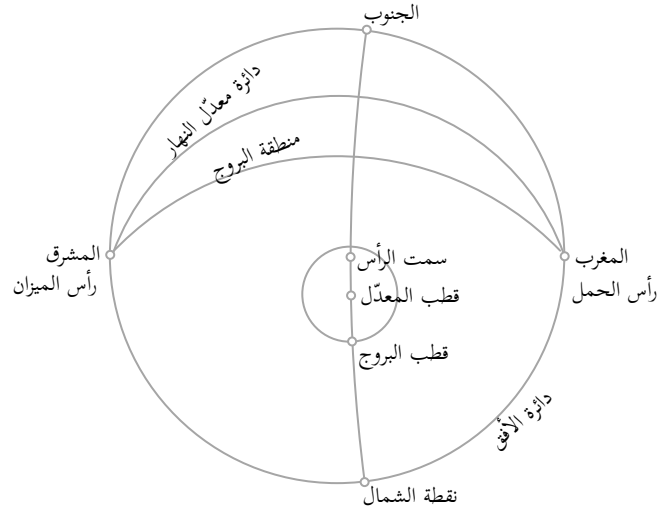 الجنوب
دائرة معدّل النهار
منطقة البروج
المغرب
رأس الحمل
المشرق
رأس الميزان
سمت الرأس
قطب المعدّل
قطب البروج
دائرة الأفق
نقطة الشمال